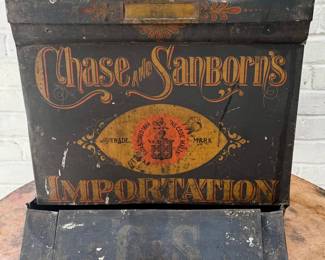 Chase AND Sanborn's
TRADE MARK
IMPORTATION
C&S